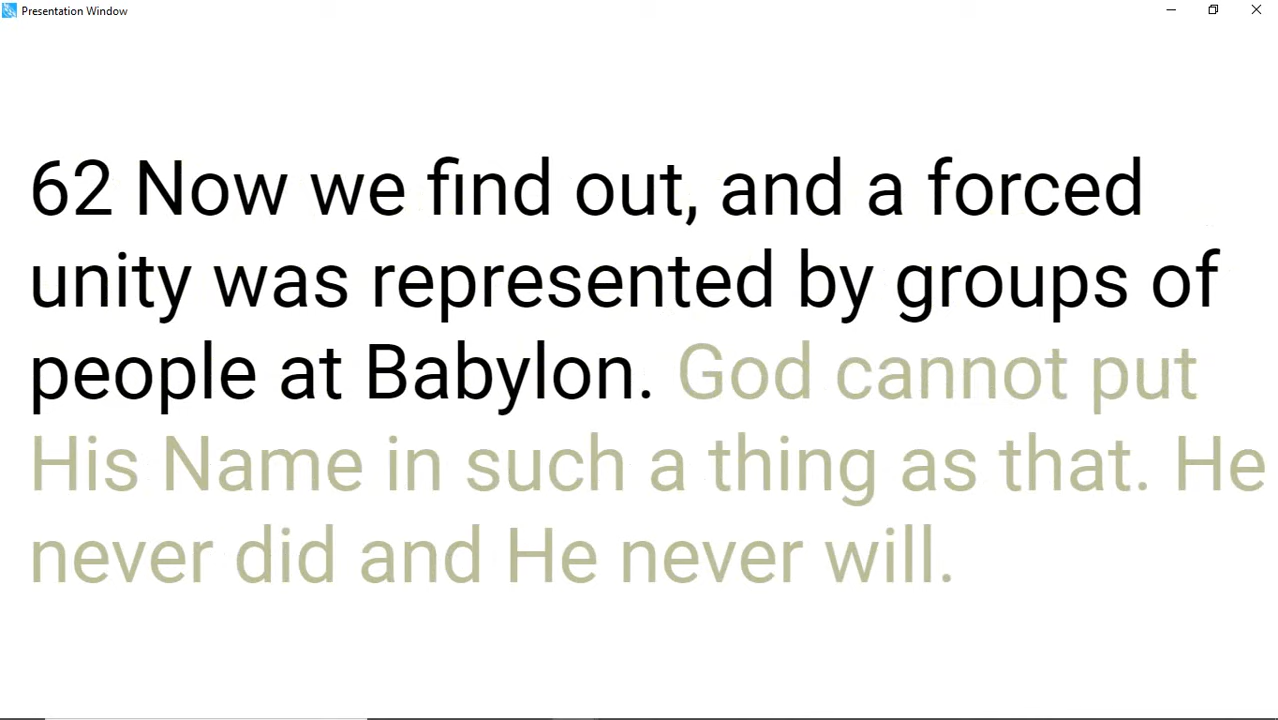 Presentation Window
62 Now we find out, and a forced
unity was represented by groups of
people at Babylon. God cannot put
His Name in such a thing as that. He
never did and He never will.